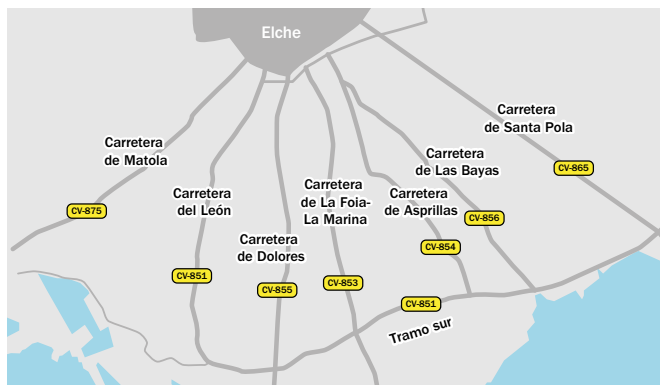 Elche
Carretera
de Santa Pola
Carretera
de Matola
Carretera
de Las Bayas
CV-865
Carretera
de La Foia-
La Marina
Carretera
del León
Carretera
de Asprillas
CV-875
CV-856
Carretera
de Dolores
CV-854
CV-851
CV-853
CV-855
CV-851
Tramo sur